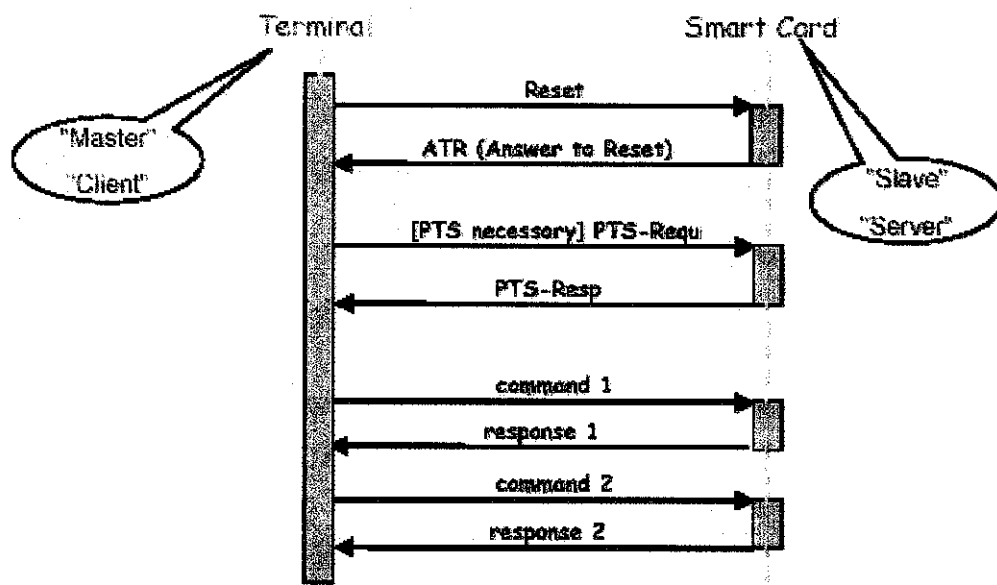 Terminal
Smart Card
Reset
"Master"
"Client"
ATR (Answer to Reset)
"Slave"
"Server"
[PTS necessary] PTS-Requ
PTS-Resp
command 1
response 1
command 2
response 2